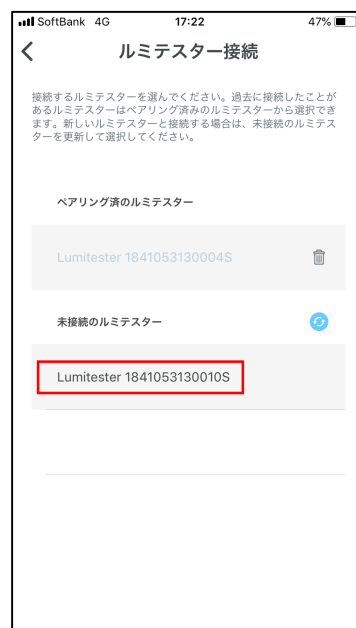 SoftBank 4G 17:22 47%
ルミテスター接続
接続するルミテスターを選んでください。過去に接続したことが
あるルミテスターはペアリング済みのルミテスターから選択でき
ます。新しいルミテスターと接続する場合は、未接続のルミテス
ターを更新して選択してください。
ペアリング済のルミテスター
Lumitester 1841053130004S
未接続のルミテスター
Lumitester 1841053130010S